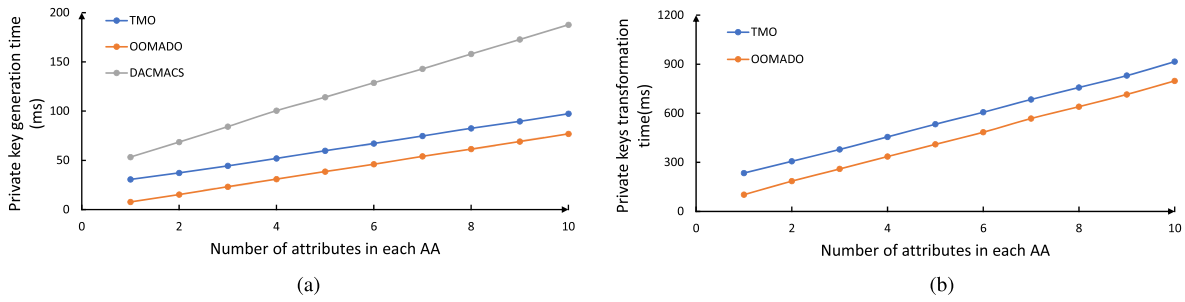 Private key generation time
(ms)
200
150
100
50
0
TMO
OOMADO
DACMACS
0 2 4 6 8 10
Number of attributes in each AA
(a)
Private keys transformation
time(ms)
1200
900
600
300
0
TMO
OOMADO
0 2 4 6 8 10
Number of attributes in each AA
(b)